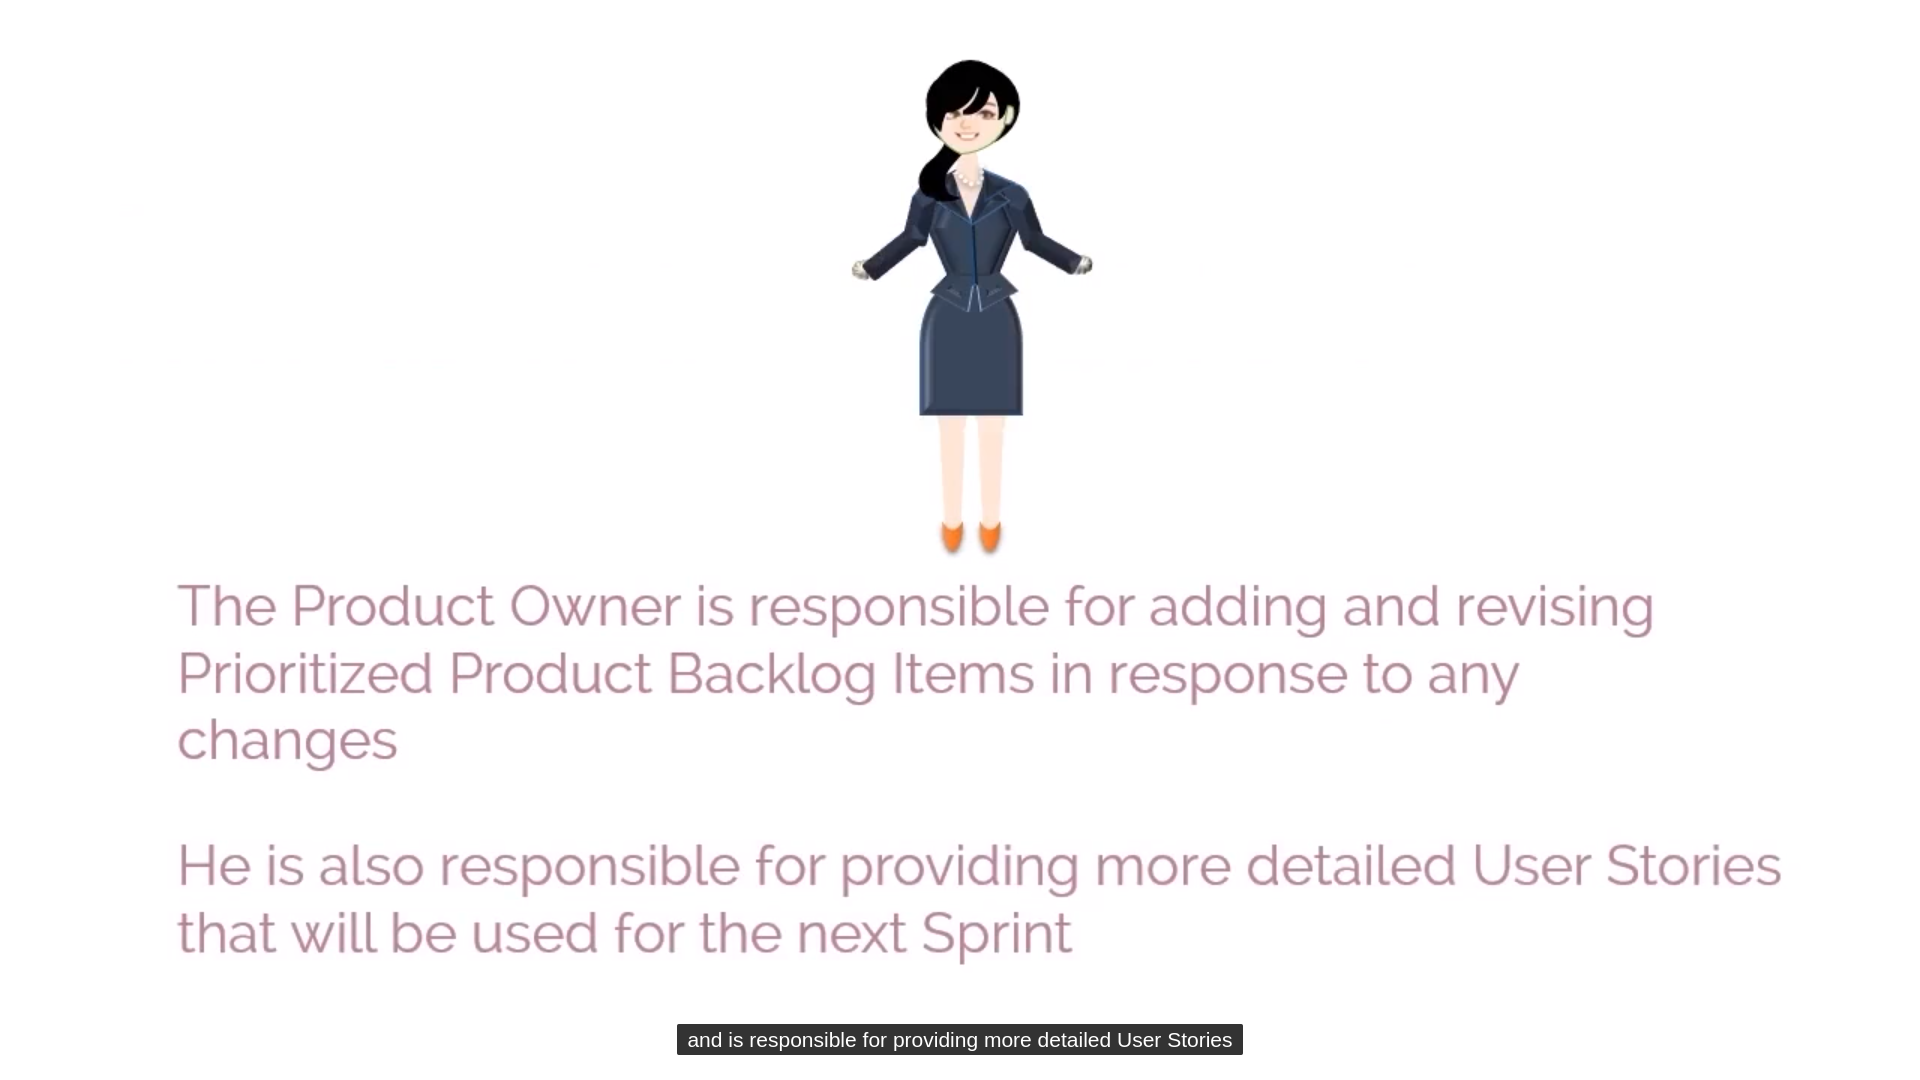 The Product Owner is responsible for adding and revising
Prioritized Product Backlog Items in response to any
changes
He is also responsible for providing more detailed User Stories
that will be used for the next Sprint
and is responsible for providing more detailed User Stories